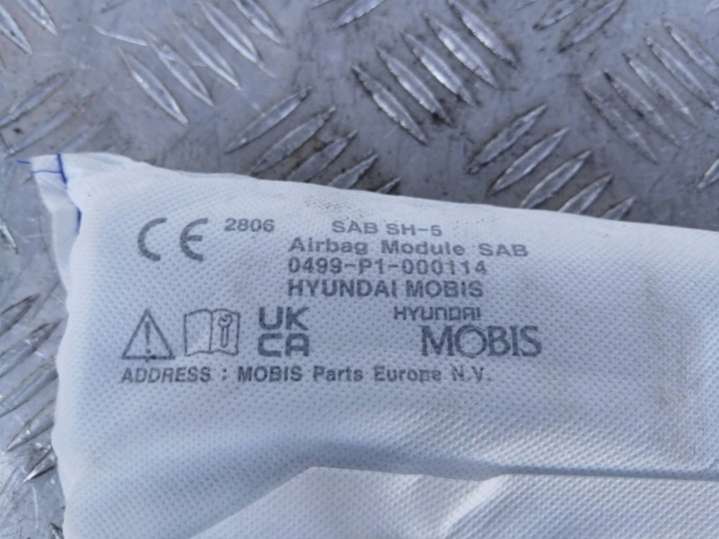 CE 2806 SAB SH-5
Airbag Module SAB
0499-P1-000114
HYUNDAI MOBIS
UK
CA
HYUNDAI
MOBIS
ADDRESS : MOBIS Parts Europe N.V.